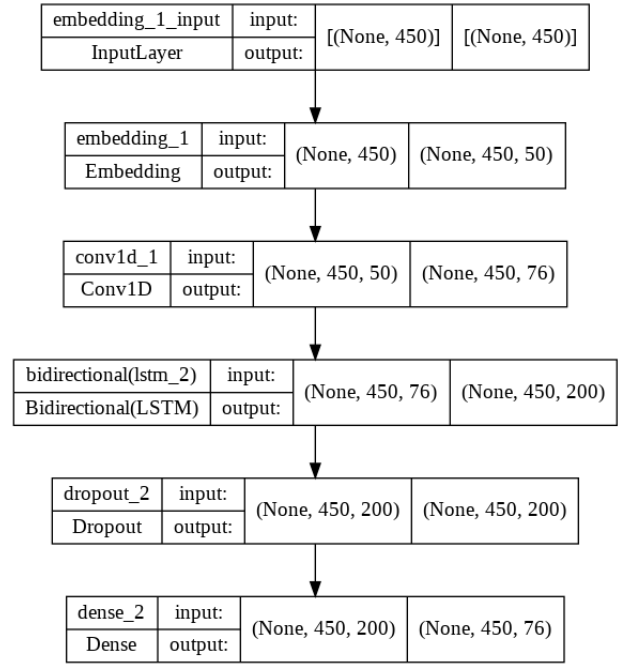 embedding_1_input input: [(None, 450)] [(None, 450)]
InputLayer output:
embedding_1 input: (None, 450) (None, 450, 50)
Embedding output:
conv1d_1 input: (None, 450, 50) (None, 450, 76)
Conv1D output:
bidirectional(lstm_2) input: (None, 450, 76) (None, 450, 200)
Bidirectional(LSTM) output:
dropout_2 input: (None, 450, 200) (None, 450, 200)
Dropout output:
dense_2 input: (None, 450, 200) (None, 450, 76)
Dense output: